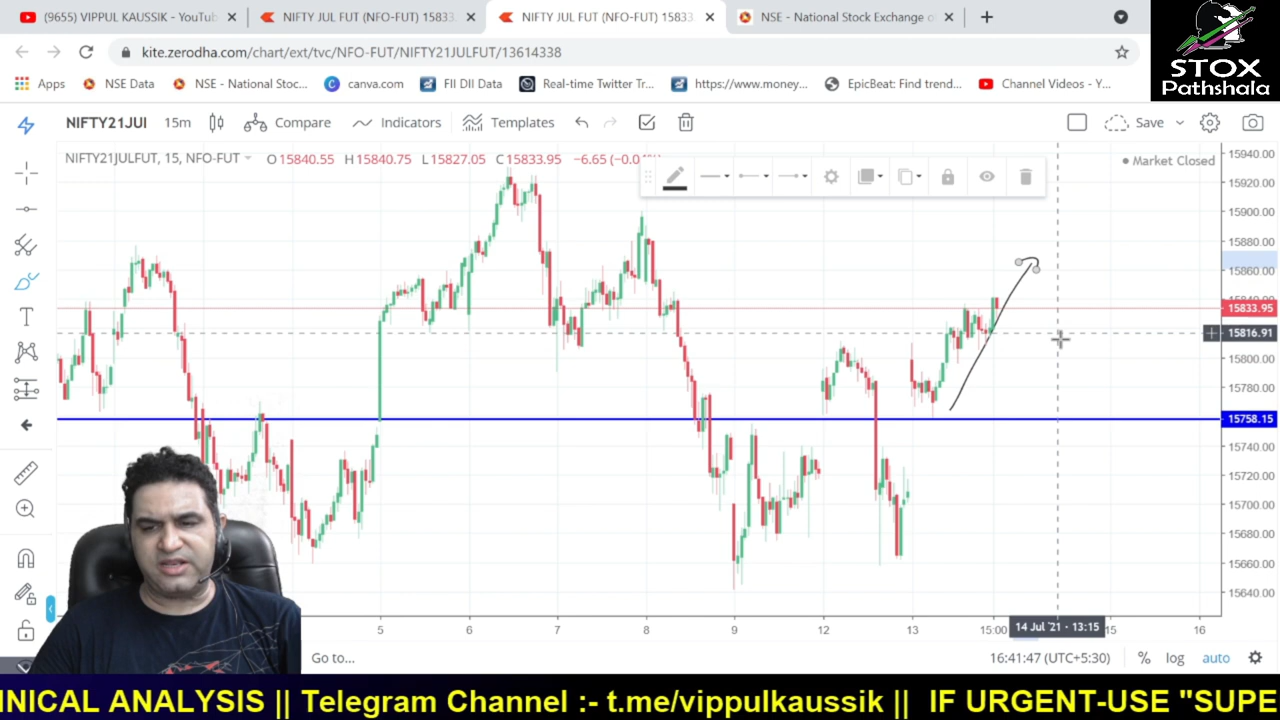 (9655) VIPPUL KAUSSIK - YouTub
NIFTY JUL FUT (NFO-FUT) 15833.
NIFTY JUL FUT (NFO-FUT) 15833
NSE - National Stock Exchange o
kite.zerodha.com/chart/ext/tvc/NFO-FUT/NIFTY21JULFUT/13614338
STOX
Pathshala
Apps
NSE Data
NSE - National Stoc...
canva.com
FII DII Data
Real-time Twitter Tr...
https://www.money...
EpicBeat: Find trend...
Channel Videos - Y...
NIFTY21JUI
15m
Compare
Indicators
Templates
Save
NIFTY21JULFUT, 15, NFO-FUT
O15840.55 H15840.75 L15827.05 C15833.95 −6.65
Market Closed
15940.00
15920.00
15900.00
15880.00
15860.00
15840.00
15833.95
15816.91
15800.00
15780.00
15758.15
15740.00
15720.00
15700.00
15680.00
15660.00
15640.00
5 6 7 8 9 12 13 15:00 14 Jul '21 - 13:15 15 16
Go to...
16:41:47 (UTC+5:30)
%
log
auto
NICAL ANALYSIS || Telegram Channel :- t.me/vippulkaussik || IF URGENT-USE "SUPE